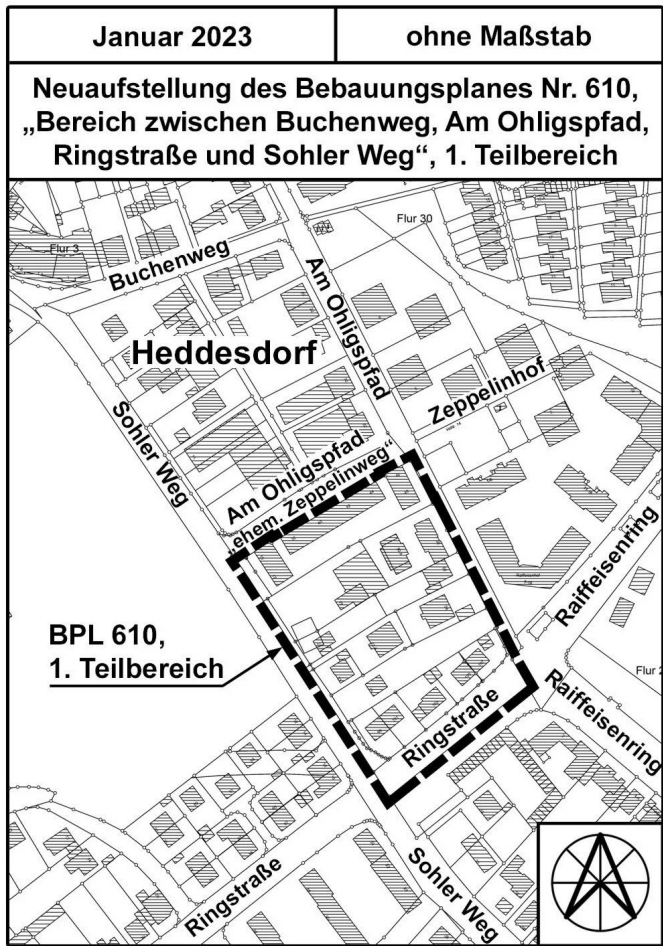 Januar 2023
ohne Maßstab
Neuaufstellung des Bebauungsplanes Nr. 610,
„Bereich zwischen Buchenweg, Am Ohligspfad,
Ringstraße und Sohler Weg“, 1. Teilbereich
Flur 3
Flur 30
Buchenweg
Am Ohligspfad
Heddesdorf
Zeppelinhof
Sohler Weg
Am Ohligspfad
„ehem. Zeppelinweg“
Raiffeisenring
BPL 610,
1. Teilbereich
Flur 2
Raiffeisenring
Ringstraße
Ringstraße
Sohler Weg